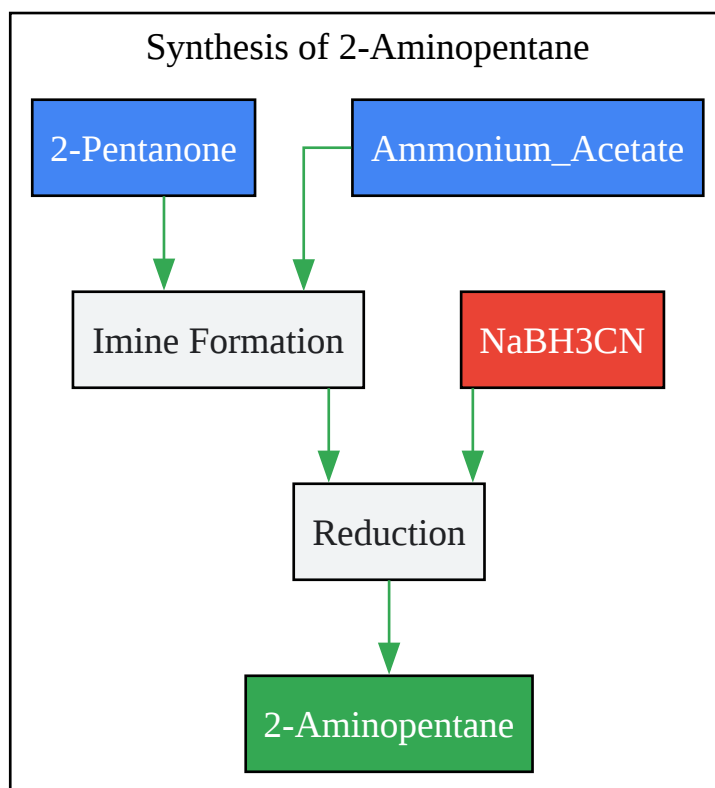 Synthesis of 2-Aminopentane
2-Pentanone
Ammonium_Acetate
Imine Formation
NaBH3CN
Reduction
2-Aminopentane